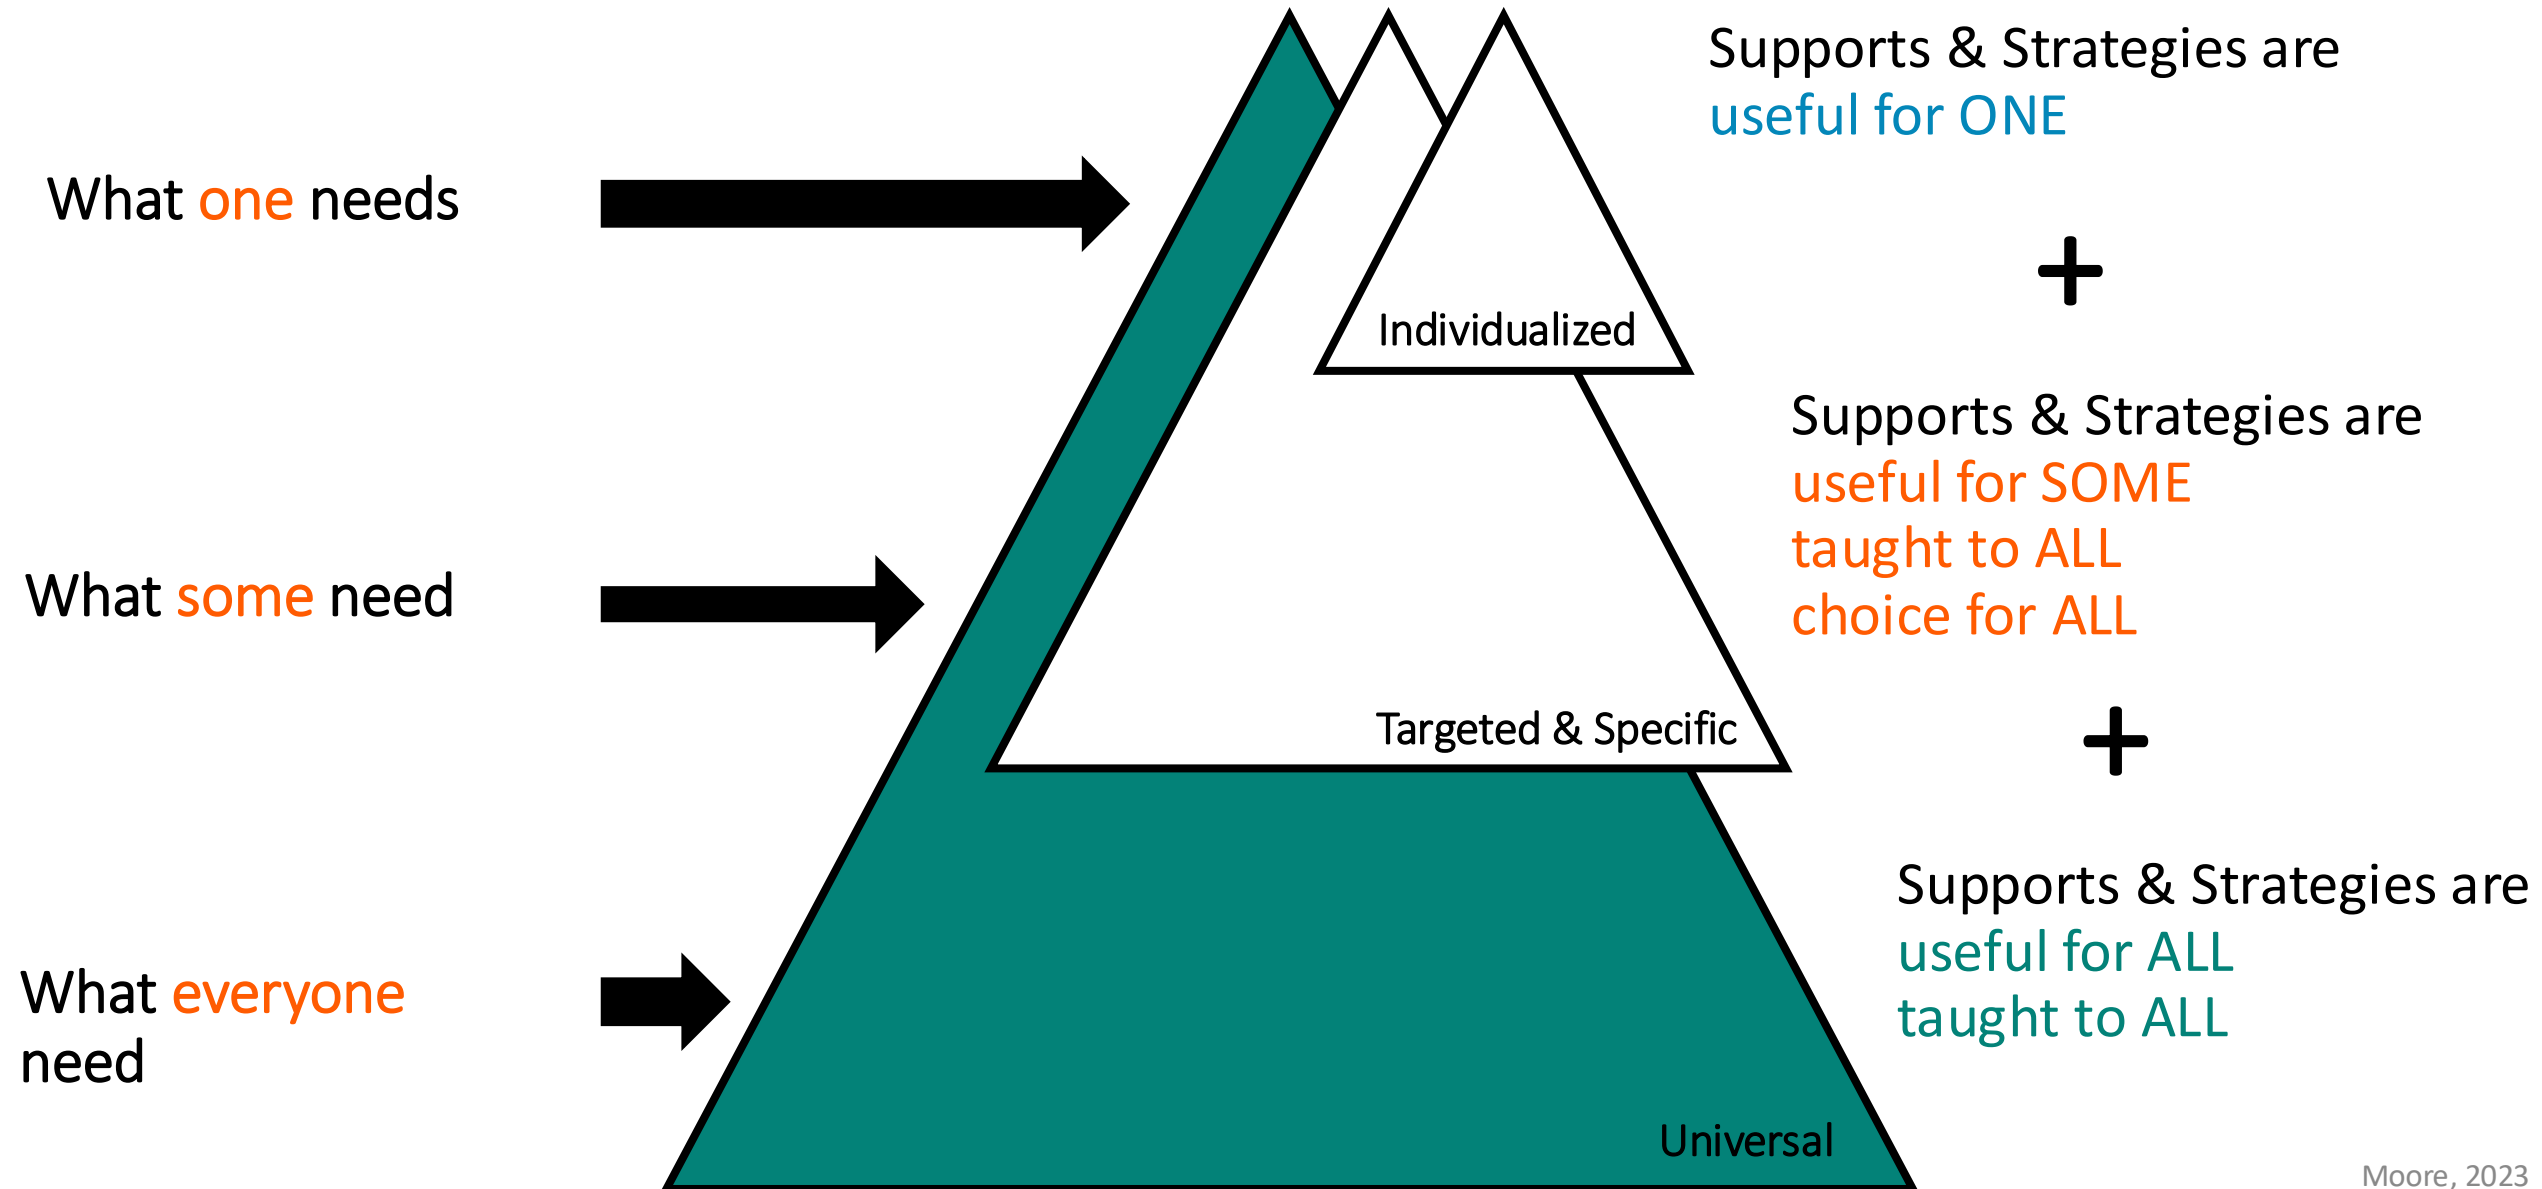 Supports & Strategies are
useful for ONE
What one needs
+
Individualized
Supports & Strategies are
useful for SOME
taught to ALL
choice for ALL
What some need
+
Targeted & Specific
Supports & Strategies are
useful for ALL
taught to ALL
What everyone
need
Universal
Moore, 2023